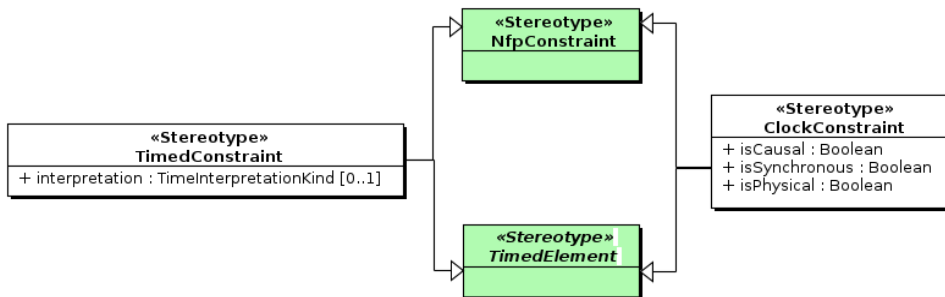 «Stereotype»
NfpConstraint
«Stereotype»
TimedConstraint
+ interpretation : TimeInterpretationKind [0..1]
«Stereotype»
ClockConstraint
+ isCausal : Boolean
+ isSynchronous : Boolean
+ isPhysical : Boolean
«Stereotype»
TimedElement